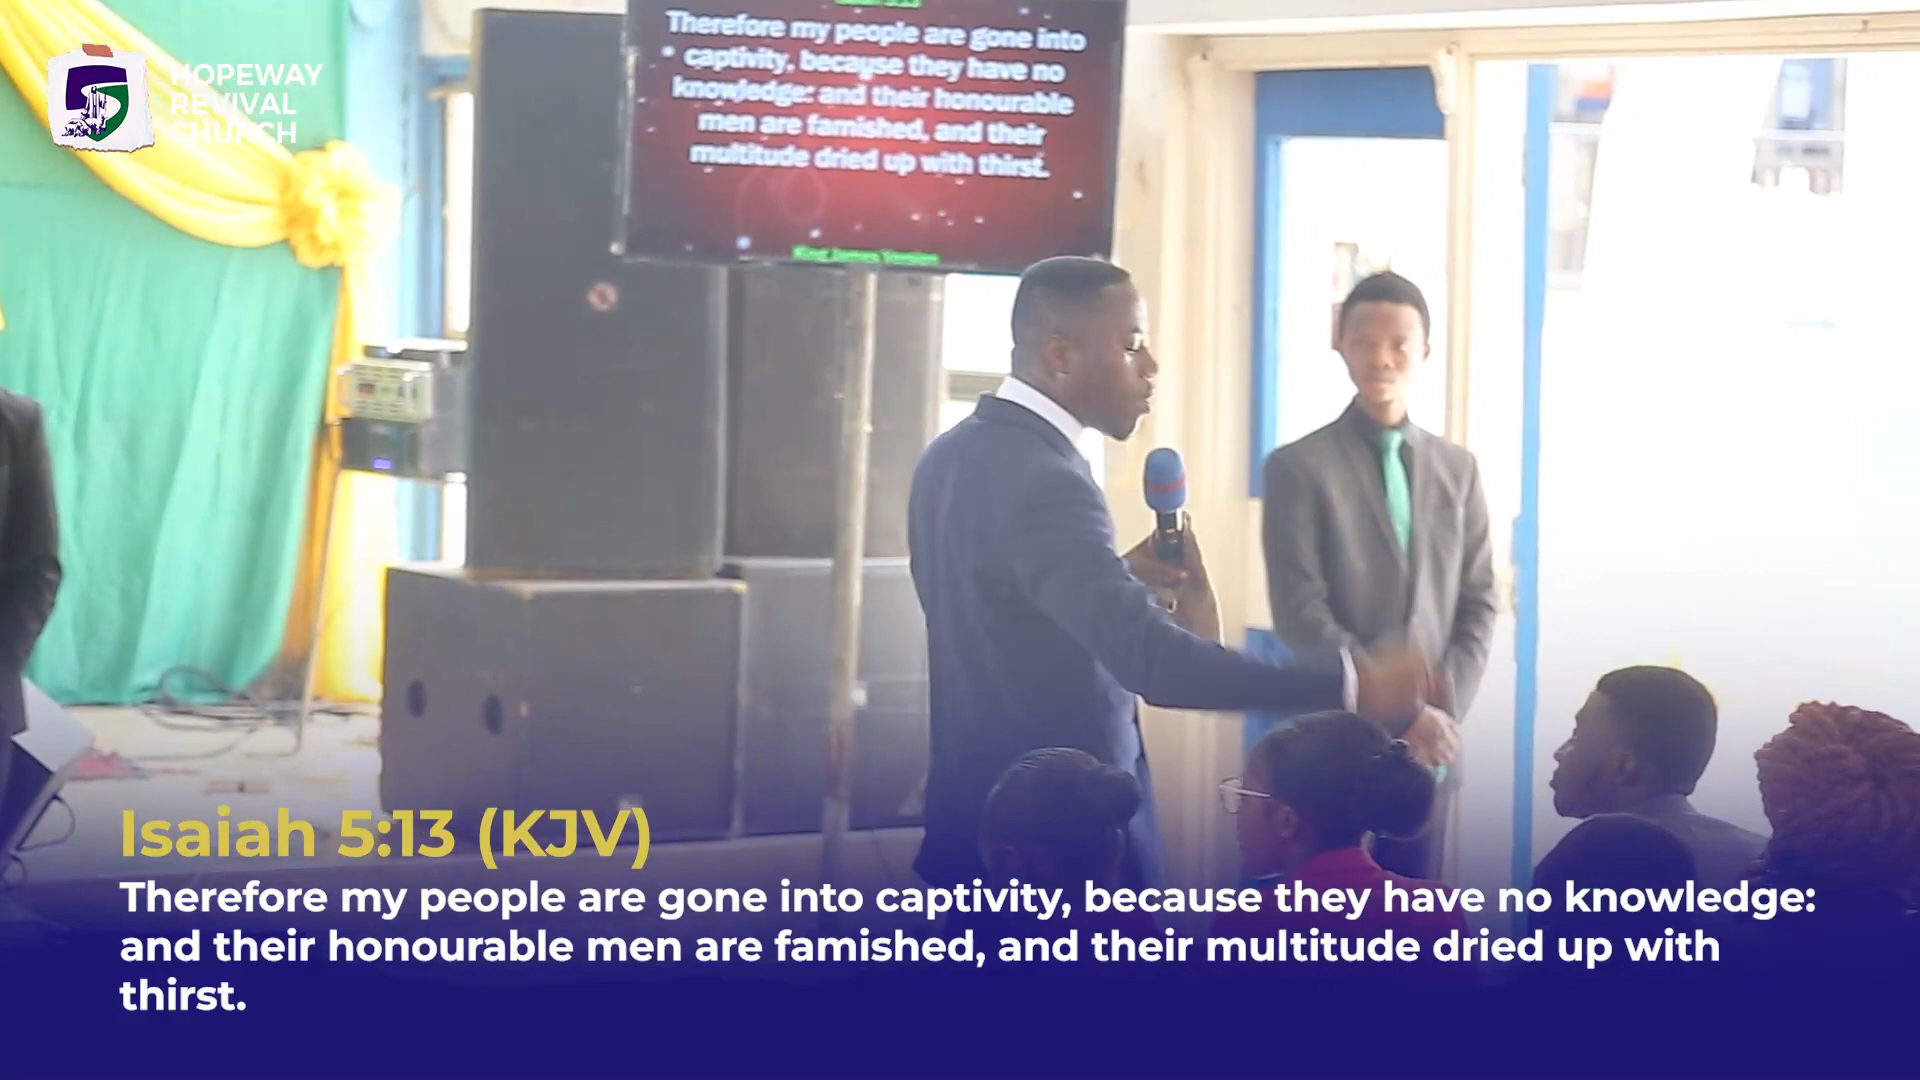 HOPEWAY
REVIVAL
CHURCH
Therefore my people are gone into
captivity, because they have no
knowledge: and their honourable
men are famished, and their
multitude dried up with thirst.
King James Version
Isaiah 5:13 (KJV)
Therefore my people are gone into captivity, because they have no knowledge:
and their honourable men are famished, and their multitude dried up with
thirst.